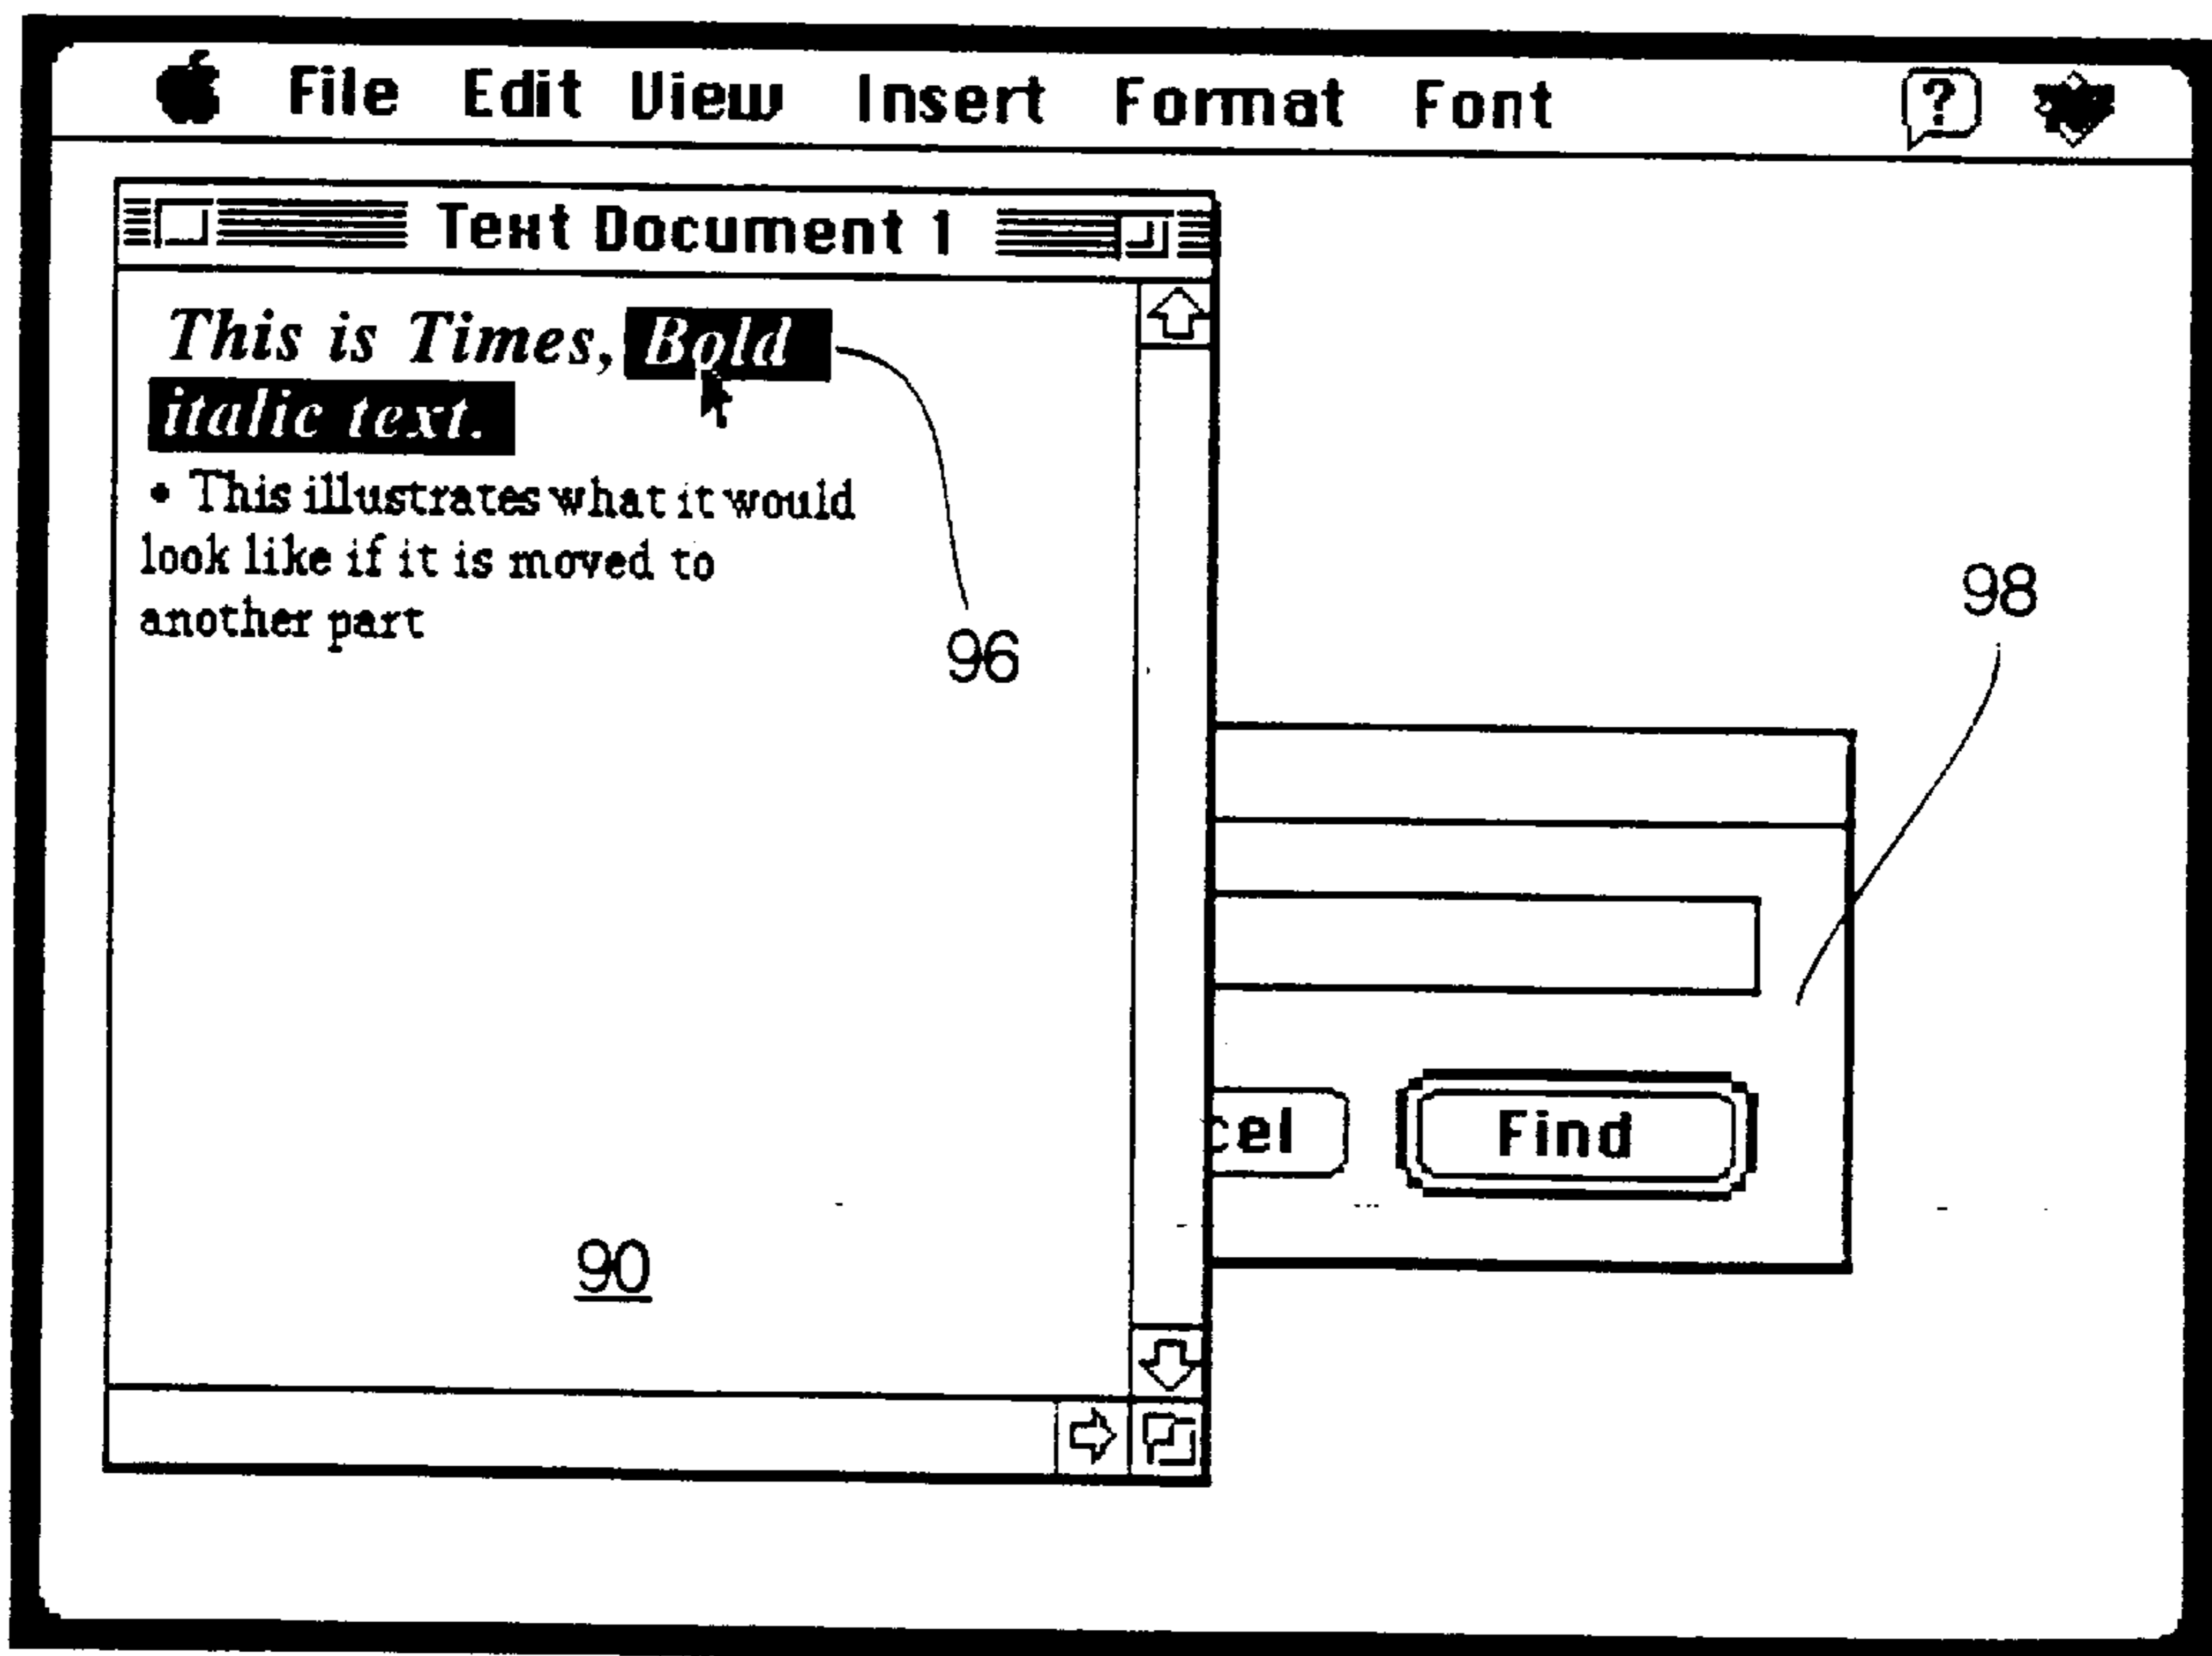 File Edit View Insert Format Font ?
Text Document 1
This is Times, Bold
italic text.
• This illustrates what it would
look like if it is moved to
another part
96
98
cel Find
90